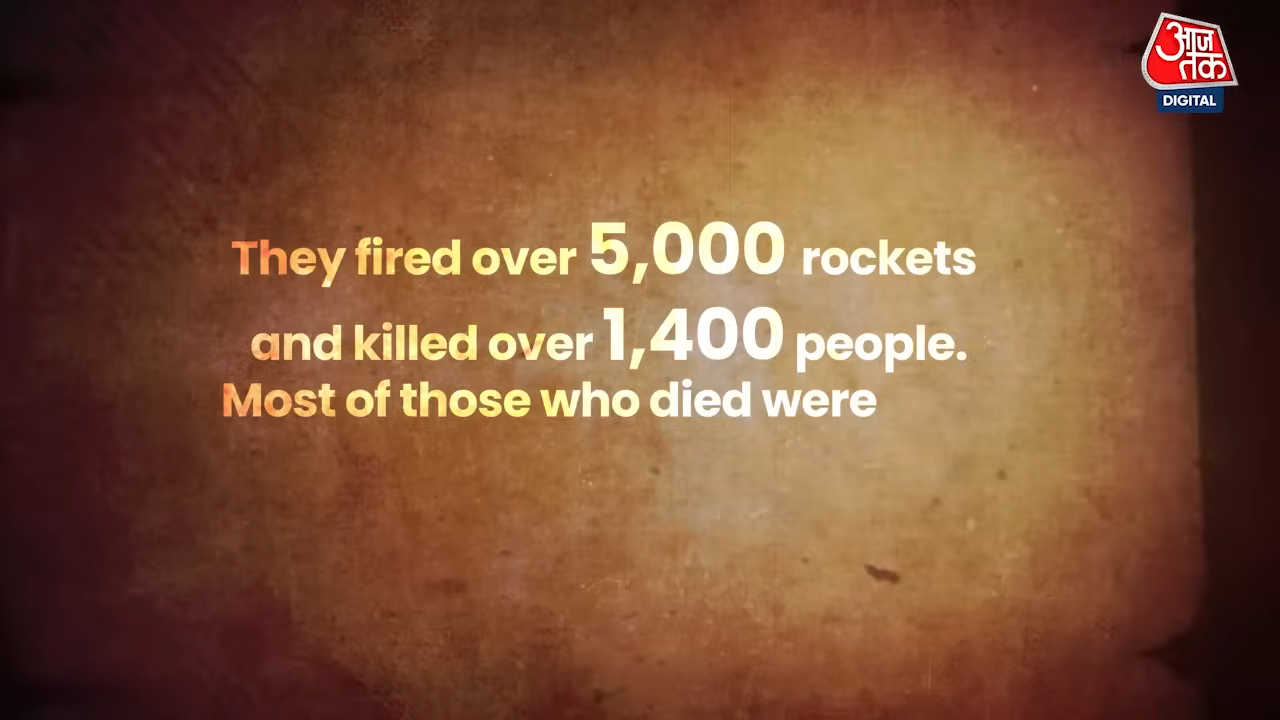 आज
तक
DIGITAL
They fired over 5,000 rockets
and killed over 1,400 people.
Most of those who died were